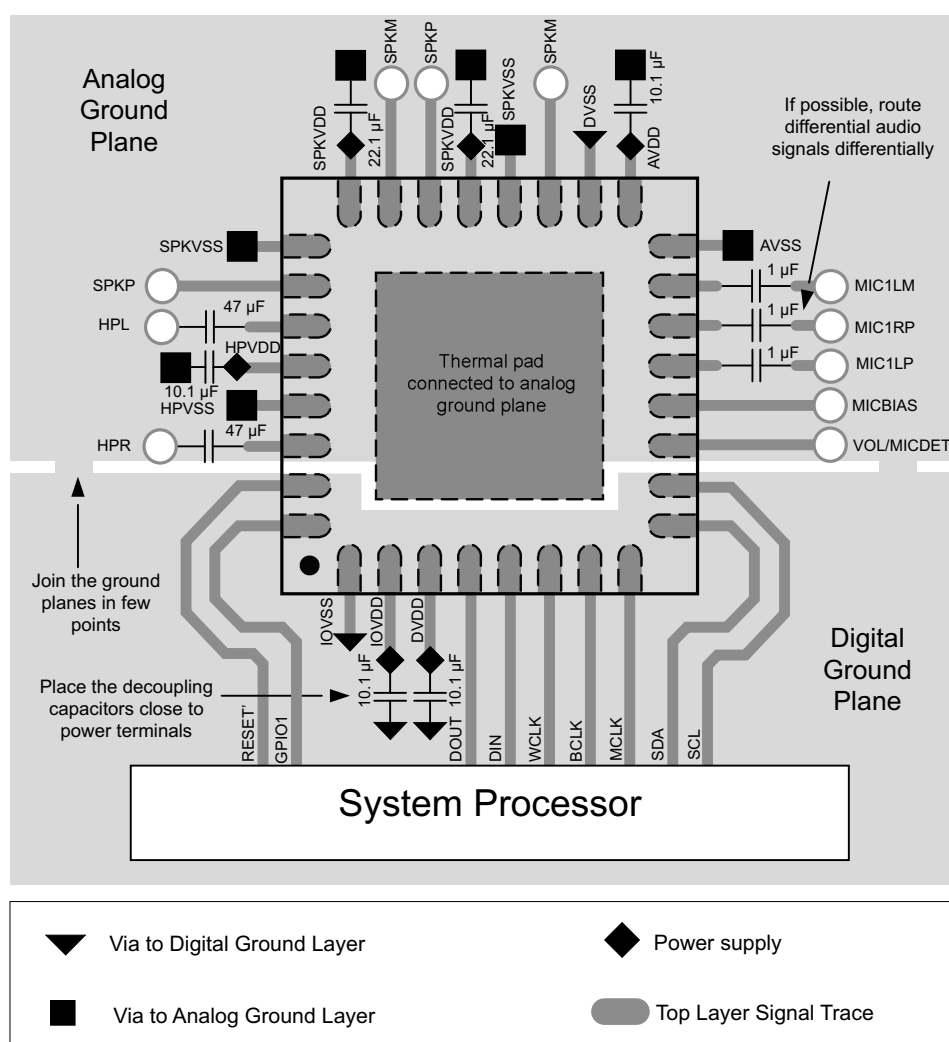 Analog
Ground
Plane
SPKVDD
22.1 µF
SPKM
SPKP
SPKVDD
22.1 µF
SPKVSS
SPKM
DVSS
10.1 µF
AVDD
If possible, route
differential audio
signals differentially
SPKVSS
SPKP
HPL
47 µF
HPVDD
10.1 µF
HPVSS
47 µF
HPR
AVSS
1 µF
MIC1LM
1 µF
MIC1RP
1 µF
MIC1LP
MICBIAS
VOL/MICDET
Thermal pad
connected to analog
ground plane
Join the ground
planes in few
points
Place the decoupling
capacitors close to
power terminals
IOVSS
IOVDD
DVDD
10.1 µF
10.1 µF
Digital
Ground
Plane
RESET'
GPIO1
DOUT
DIN
WCLK
BCLK
MCLK
SDA
SCL
System Processor
Via to Digital Ground Layer
Power supply
Via to Analog Ground Layer
Top Layer Signal Trace